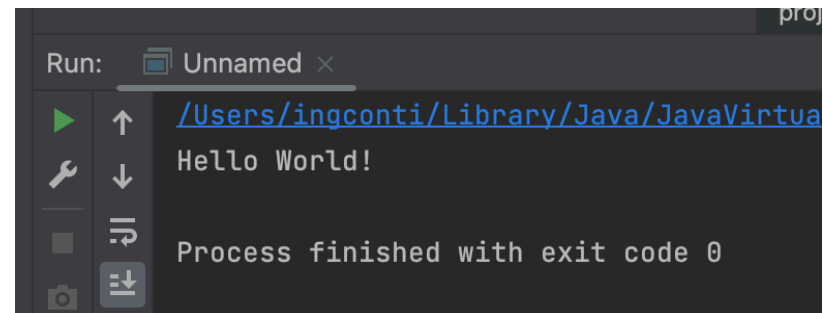 proj
Run: Unnamed
/Users/ingconti/Library/Java/JavaVirtua
Hello World!
Process finished with exit code 0